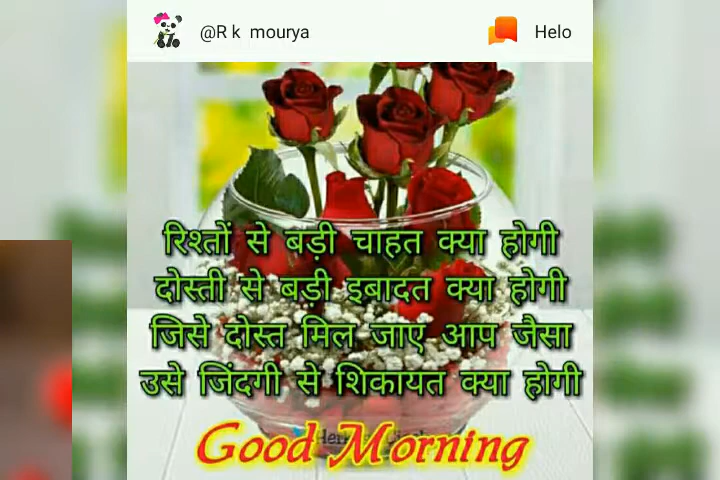 @R k mourya
Helo
रिश्तों से बड़ी चाहत क्या होगी
दोस्ती से बड़ी इबादत क्या होगी
जिसे दोस्त मिल जाए आप जैसा
उसे जिंदगी से शिकायत क्या होगी
Good Morning